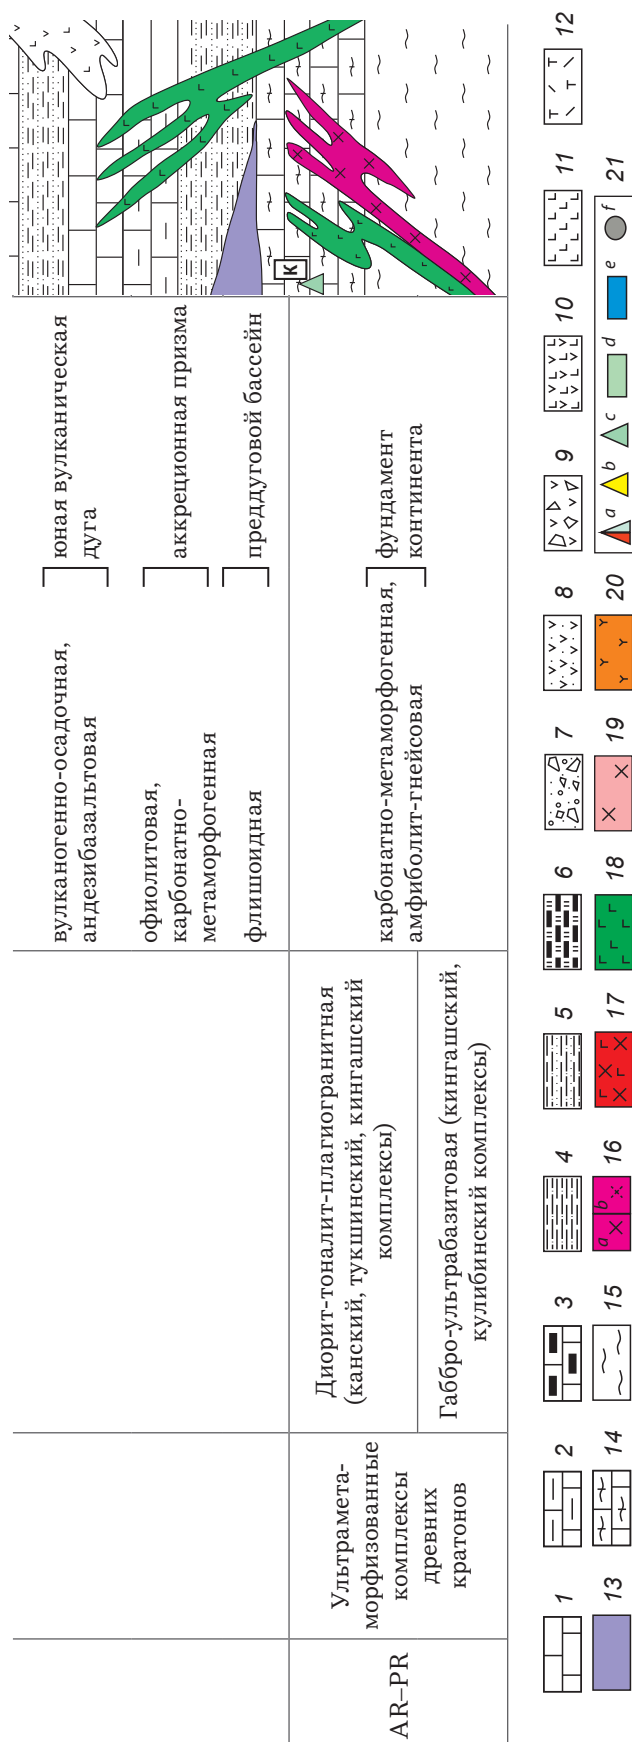 AR–PR
Ультрамета-
морфизованные
комплексы
древних
кратонов
Диорит-тоналит-плагиогранитная
(канский, тукшинский, кингашский
комплексы)
Габбро-ультрабазитовая (кингашский,
кулибинский комплексы)
вулканогенно-осадочная,
андезибазальтовая
офиолитовая,
карбонатно-
метаморфогенная
флишоидная
карбонатно-метаморфогенная,
амфиболит-гнейсовая
юная вулканическая
дуга
аккреционная призма
преддуговой бассейн
фундамент
континента
К
1 2 3 4 5 6 7 8 9 10 11 12
13 14 15 16 17 18 19 20 21
a b
a b c d e f